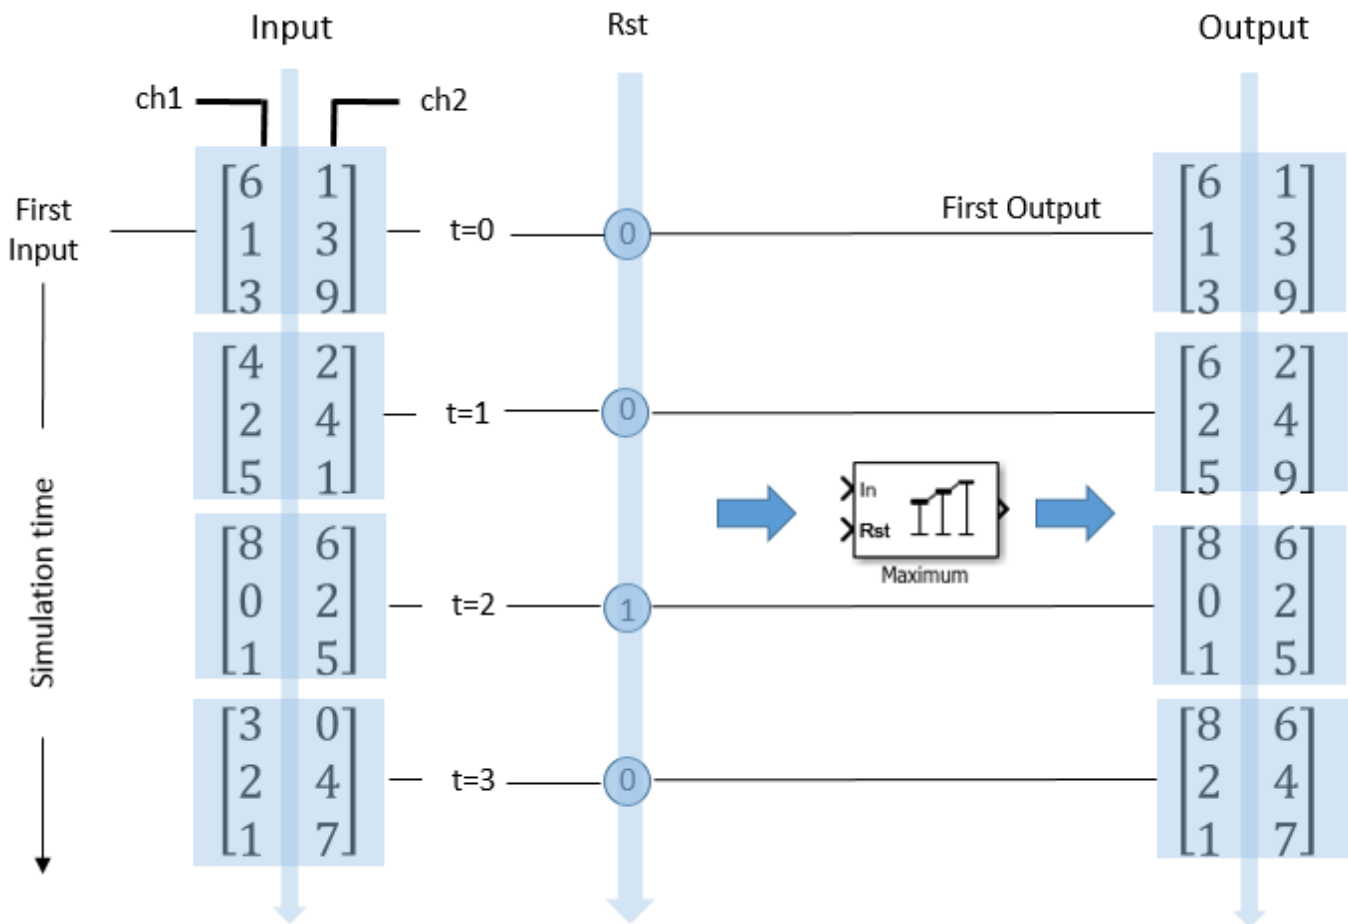 Input
Rst
Output
ch1
ch2
First
Input
6 1
1 3
3 9
t=0
0
First Output
6 1
1 3
3 9
4 2
2 4
5 1
t=1
0
6 2
2 4
5 9
In
Rst
Maximum
Simulation time
8 6
0 2
1 5
t=2
1
8 6
0 2
1 5
3 0
2 4
1 7
t=3
0
8 6
2 4
1 7